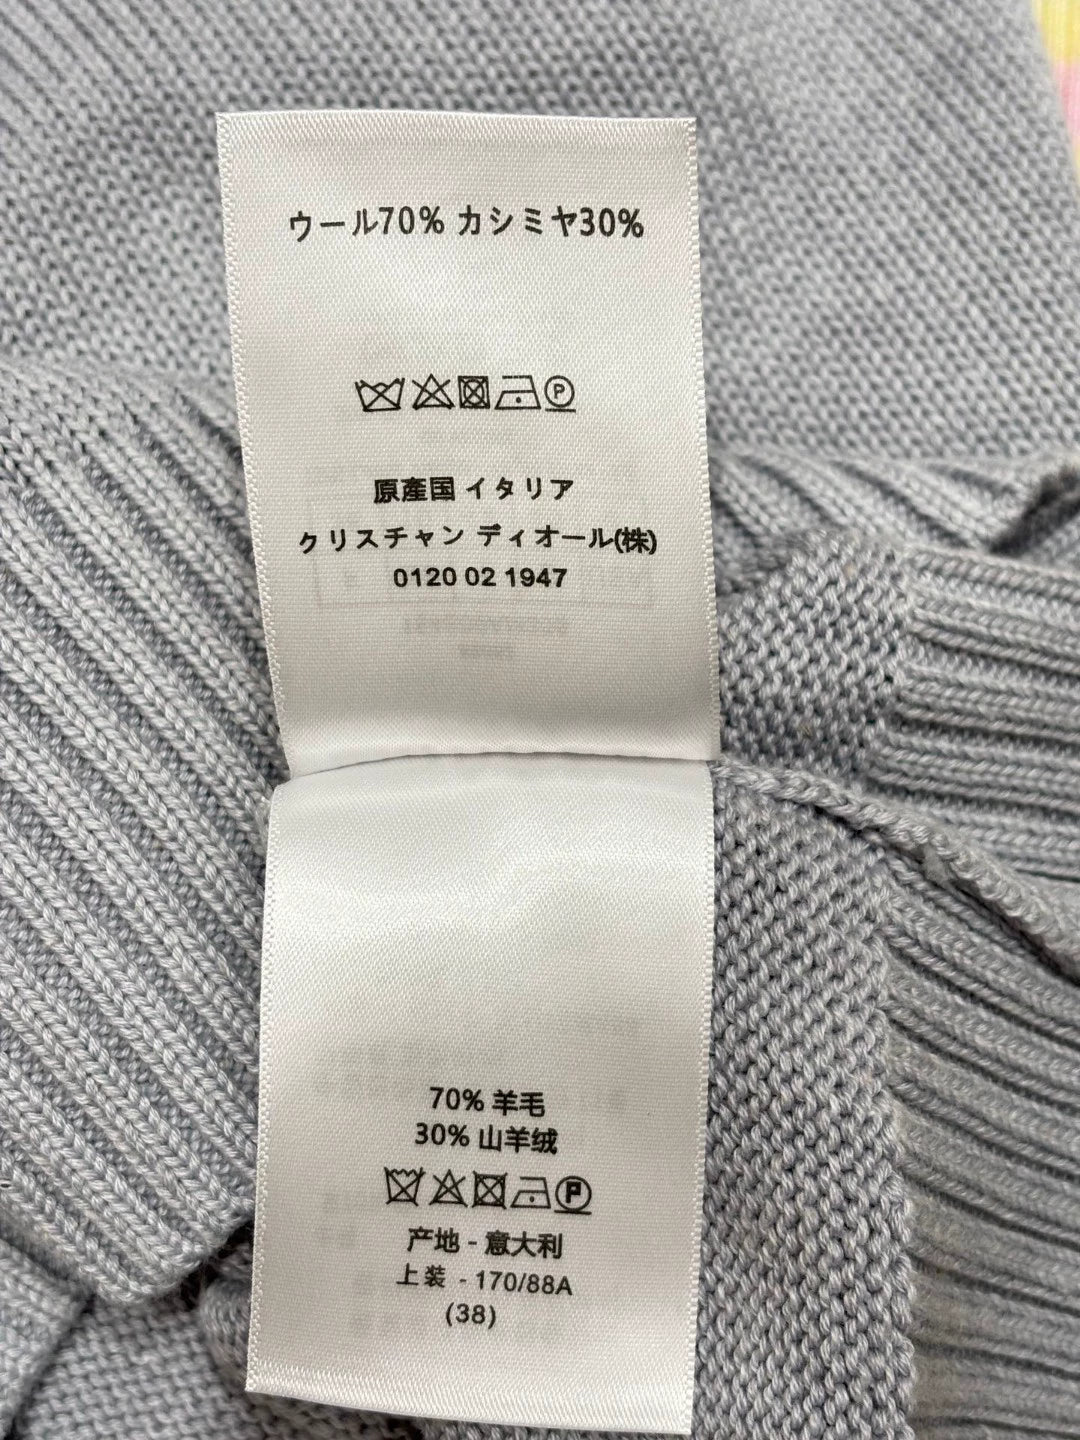 ウール70% カシミヤ30%
P
原産国 イタリア
クリスチャン ディオール(株)
0120 02 1947
70% 羊毛
30% 山羊绒
P
产地 - 意大利
上装 - 170/88A
(38)